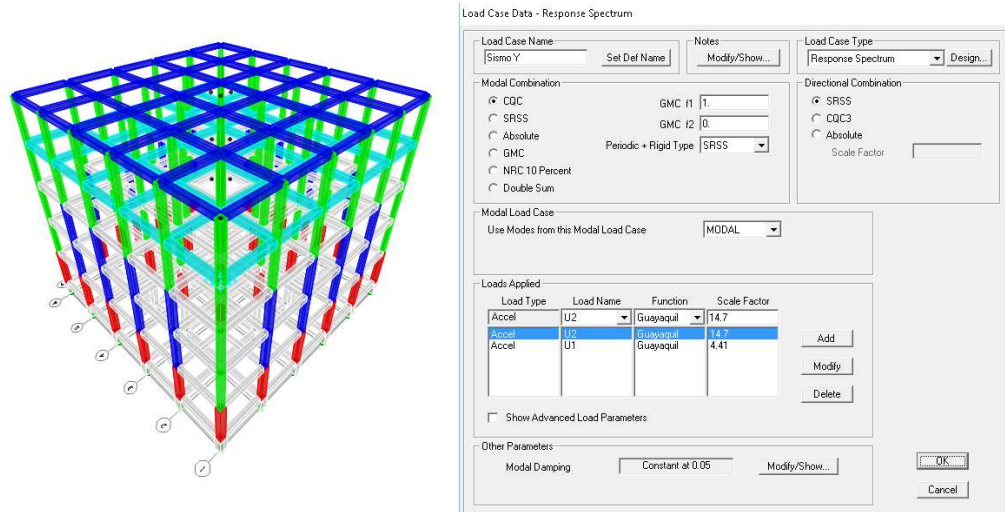 Load Case Data - Response Spectrum
Load Case Name
Sismo Y
Set Def Name
Notes
Modify/Show...
Load Case Type
Response Spectrum
Design...
Modal Combination
CQC
SRSS
Absolute
GMC
NRC 10 Percent
Double Sum
GMC f1 1.
GMC f2 0.
Periodic + Rigid Type SRSS
Directional Combination
SRSS
CQC3
Absolute
Scale Factor
Modal Load Case
Use Modes from this Modal Load Case MODAL
Loads Applied
Load Type Load Name Function Scale Factor
Accel U2 Guayaquil 14.7
Accel U2 Guayaquil 14.7
Accel U1 Guayaquil 4.41
Add
Modify
Delete
Show Advanced Load Parameters
Other Parameters
Modal Damping Constant at 0.05 Modify/Show...
OK
Cancel